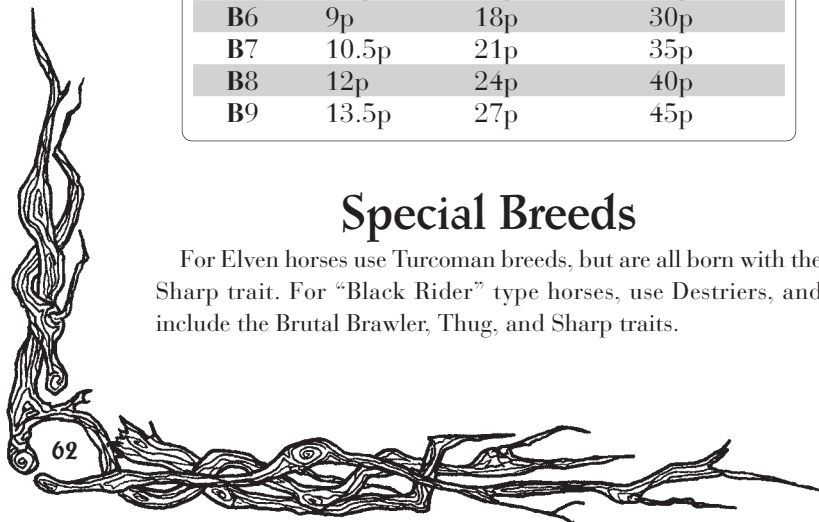 B6 9p 18p 30p
B7 10.5p 21p 35p
B8 12p 24p 40p
B9 13.5p 27p 45p
Special Breeds
For Elven horses use Turcoman breeds, but are all born with the
Sharp trait. For “Black Rider” type horses, use Destriers, and
include the Brutal Brawler, Thug, and Sharp traits.
62